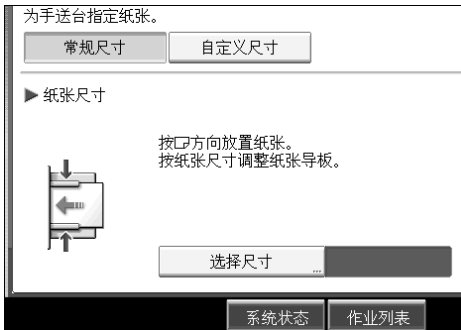 为手送台指定纸张。
常规尺寸 自定义尺寸
▶ 纸张尺寸
按方向放置纸张。
按纸张尺寸调整纸张导板。
选择尺寸 ...
系统状态 作业列表